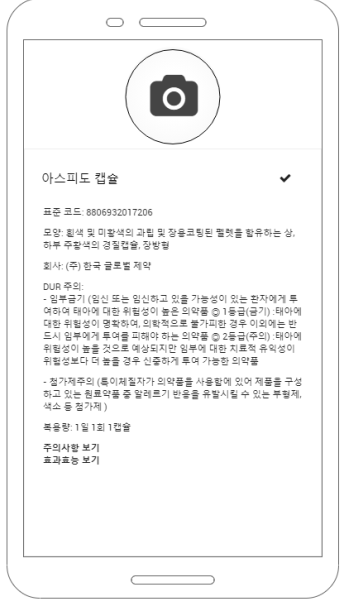 아스피도 캡슐
표준 코드: 8806932017206
모양: 흰색 및 미황색의 과립 및 장용코팅된 펠렛을 함유하는 상,
하부 주황색의 경질캡슐, 장방형
회사: (주) 한국 글로벌 제약
DUR 주의:
- 임부금기 (임신 또는 임신하고 있을 가능성이 있는 환자에게 투
여하여 태아에 대한 위험성이 높은 의약품 ◎ 1등급(금기) :태아에
대한 위험성이 명확하여, 의학적으로 불가피한 경우 이외에는 반
드시 임부에게 투여를 피해야 하는 의약품 ◎ 2등급(주의) :태아에
위험성이 높을 것으로 예상되지만 임부에 대한 치료적 유익성이
위험성보다 더 높을 경우 신중하게 투여 가능한 의약품
- 첨가제주의 (특이체질자가 의약품을 사용함에 있어 제품을 구성
하고 있는 원료약품 중 알레르기 반응을 유발시킬 수 있는 부형제,
색소 등 첨가제 )
복용량: 1일 1회 1캡슐
주의사항 보기
효과효능 보기